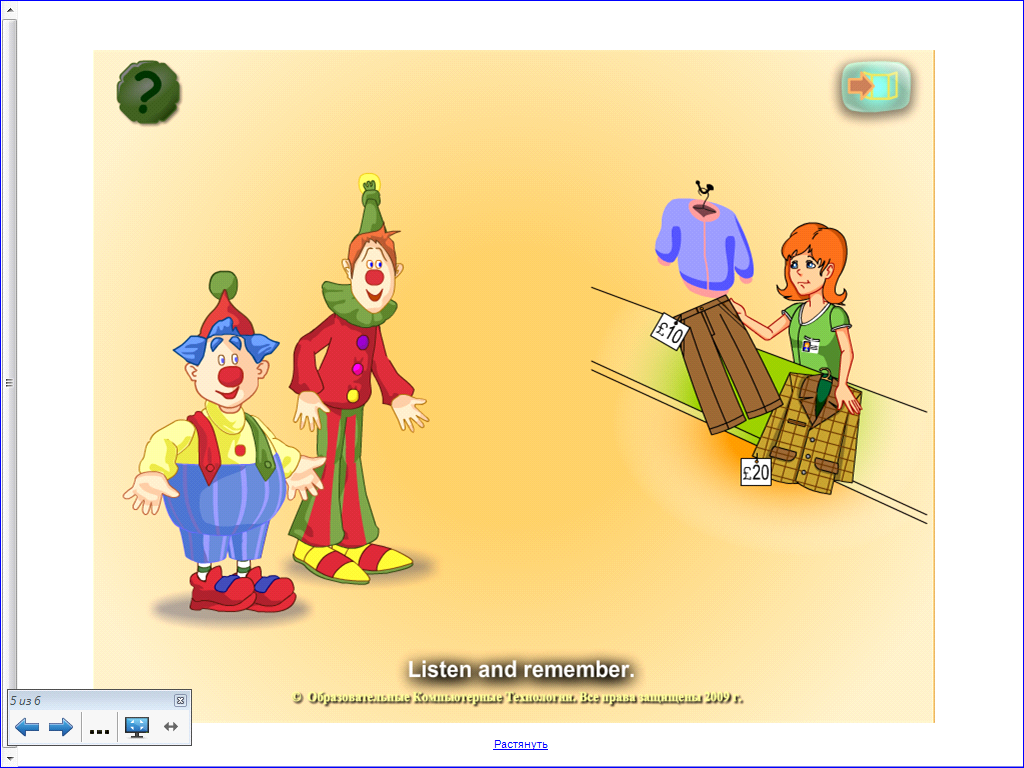 ?
£10
£20
Listen and remember.
© Образовательные Компьютерные Технологии. Все права защищены 2009 г.
5 из 6
...
Растянуть